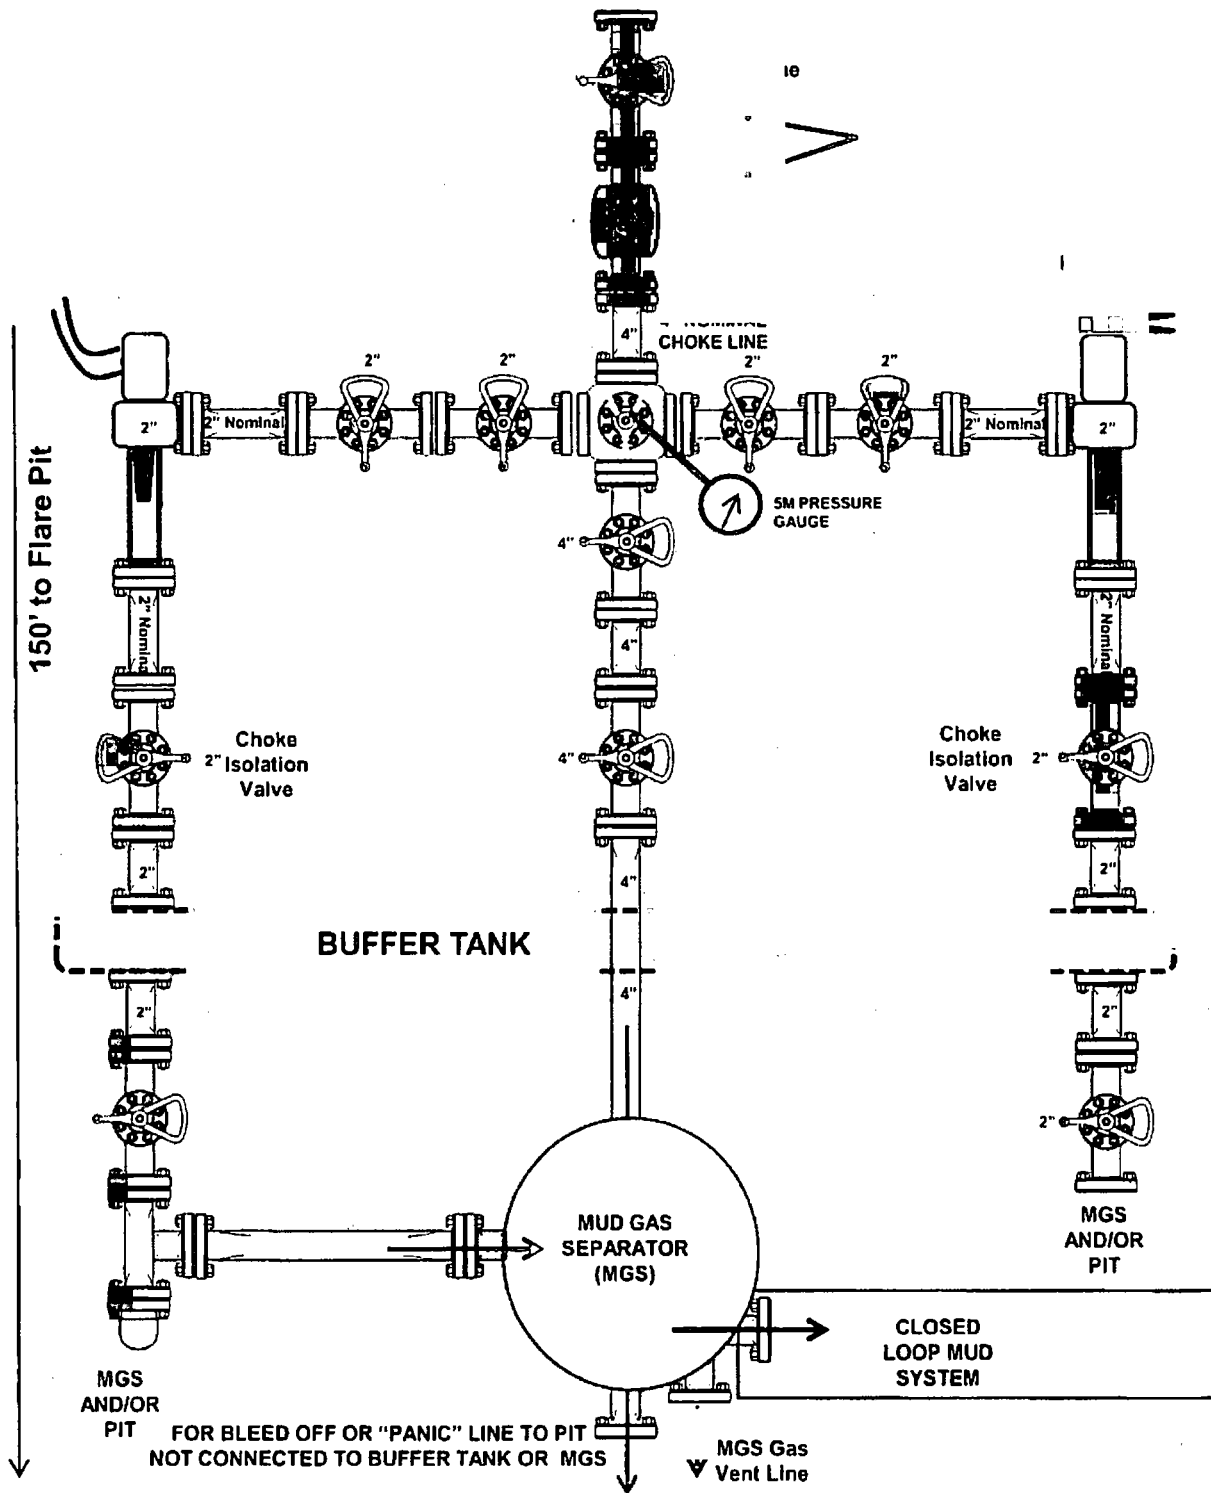 4"
CHOKE LINE
2"
2"
2"
2"
2"
2" Nominal
2" Nominal
2"
5M PRESSURE
GAUGE
4"
150' to Flare Pit
2" Nominal
4"
2" Nominal
Choke
Isolation
Valve
2"
4"
Choke
Isolation
Valve
2"
2"
4"
2"
BUFFER TANK
2"
4"
2"
2"
MUD GAS
SEPARATOR
(MGS)
MGS
AND/OR
PIT
CLOSED
LOOP MUD
SYSTEM
MGS
AND/OR
PIT
FOR BLEED OFF OR "PANIC" LINE TO PIT
NOT CONNECTED TO BUFFER TANK OR MGS
MGS Gas
Vent Line